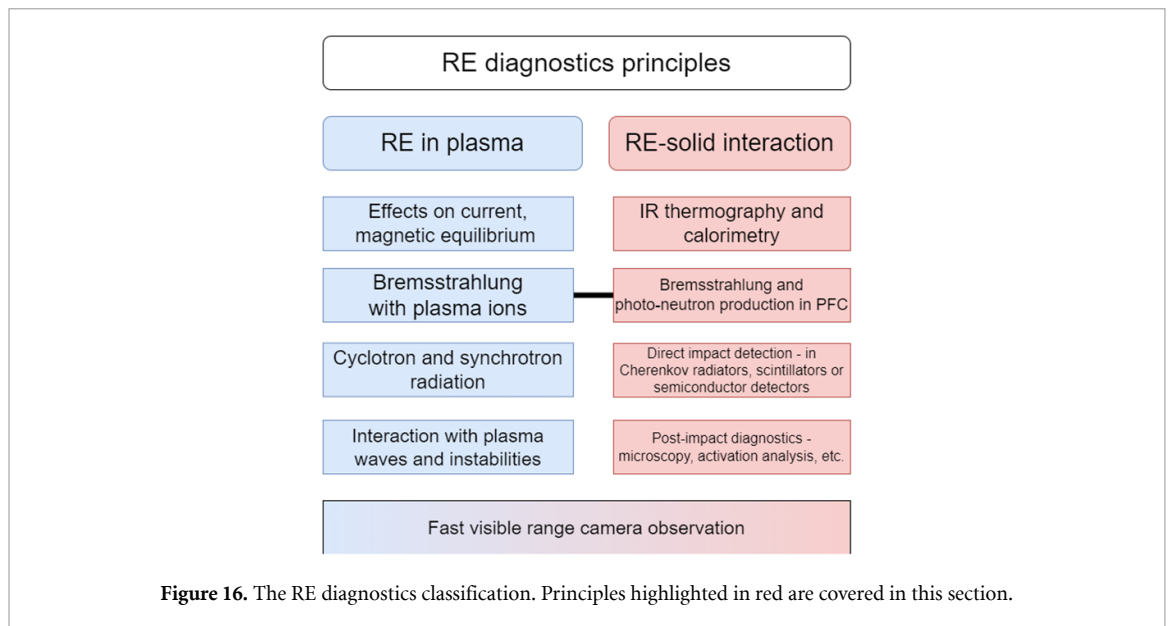 RE diagnostics principles
RE in plasma
RE-solid interaction
Effects on current,
magnetic equilibrium
IR thermography and
calorimetry
Bremsstrahlung
with plasma ions
Bremsstrahlung and
photo-neutron production in PFC
Cyclotron and synchrotron
radiation
Direct impact detection - in
Cherenkov radiators, scintillators or
semiconductor detectors
Interaction with plasma
waves and instabilities
Post-impact diagnostics -
microscopy, activation analysis, etc.
Fast visible range camera observation
Figure 16. The RE diagnostics classification. Principles highlighted in red are covered in this section.